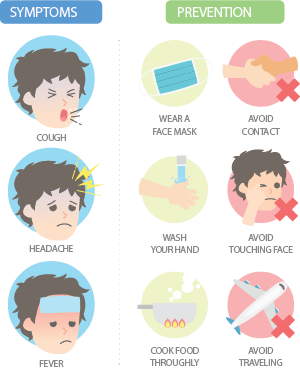 SYMPTOMS
PREVENTION
COUGH
HEADACHE
FEVER
WEAR A
FACE MASK
AVOID
CONTACT
WASH
YOUR HAND
AVOID
TOUCHING FACE
COOK FOOD
THROUGHLY
AVOID
TRAVELING